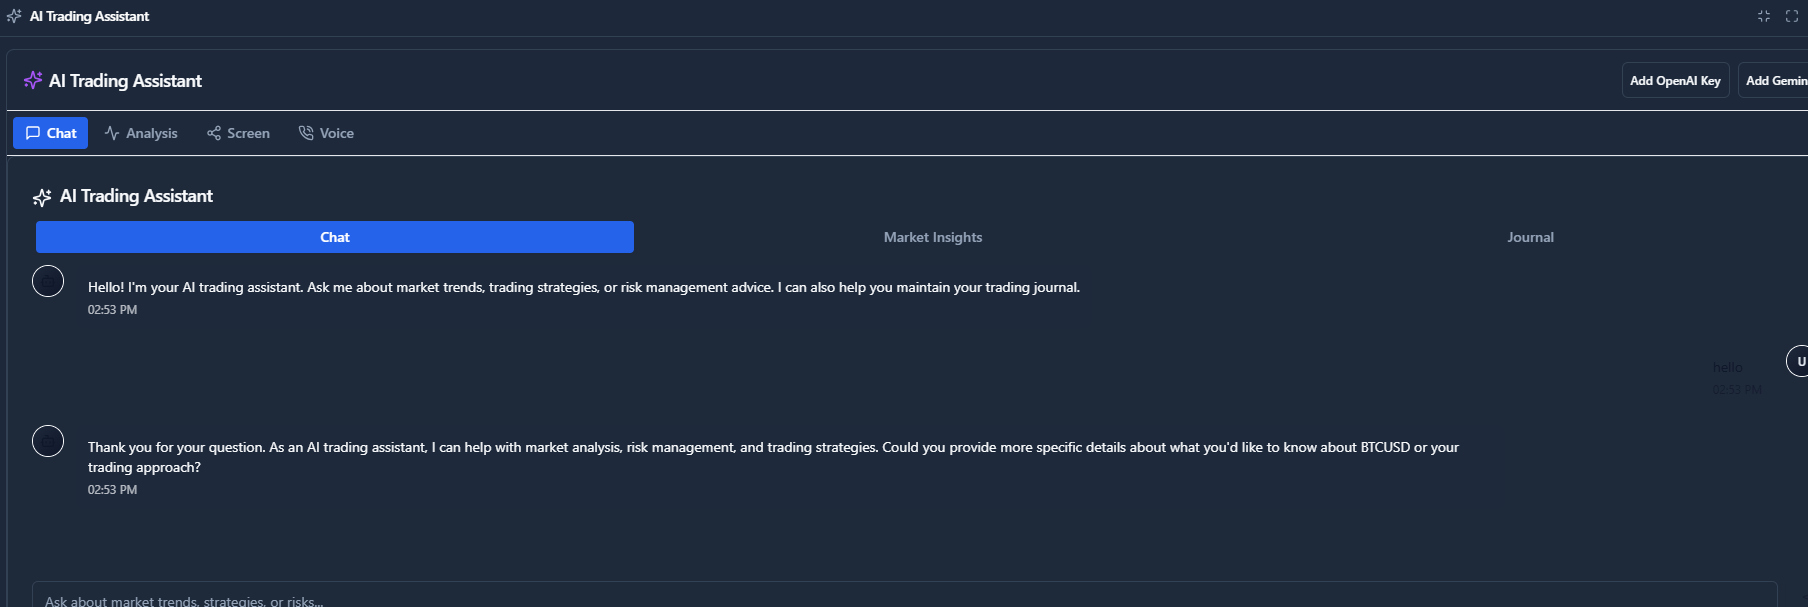 AI Trading Assistant
AI Trading Assistant
Add OpenAI Key
Add Gemin
Chat
Analysis
Screen
Voice
AI Trading Assistant
Chat
Market Insights
Journal
Hello! I'm your AI trading assistant. Ask me about market trends, trading strategies, or risk management advice. I can also help you maintain your trading journal.
02:53 PM
hello
U
02:53 PM
Thank you for your question. As an AI trading assistant, I can help with market analysis, risk management, and trading strategies. Could you provide more specific details about what you'd like to know about BTCUSD or your
trading approach?
02:53 PM
Ask about market trends, strategies, or risks...